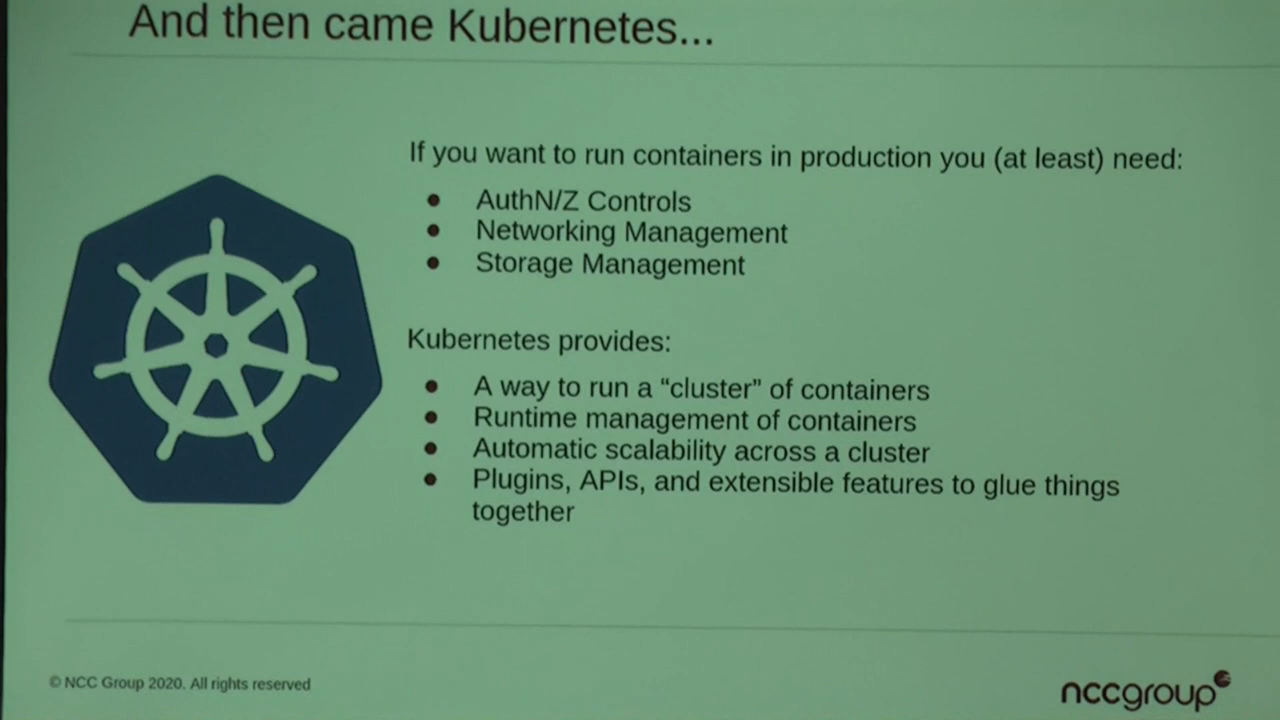 And then came Kubernetes...
If you want to run containers in production you (at least) need:
● AuthN/Z Controls
● Networking Management
● Storage Management
Kubernetes provides:
● A way to run a “cluster” of containers
● Runtime management of containers
● Automatic scalability across a cluster
● Plugins, APIs, and extensible features to glue things
together
© NCC Group 2020. All rights reserved
nccgroup